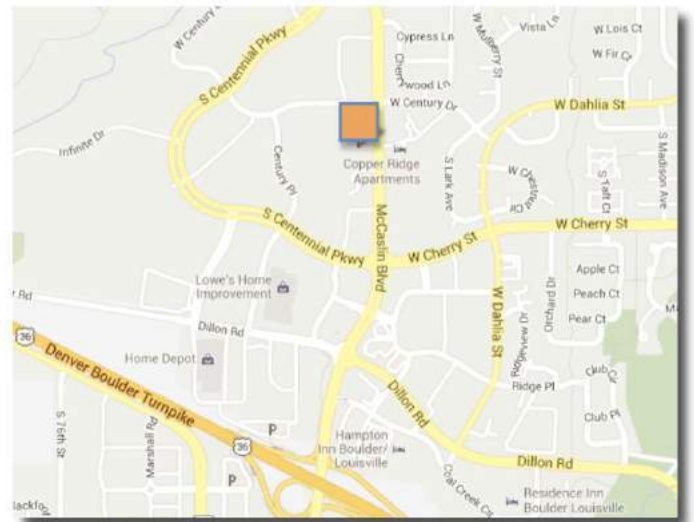 Cypress Ln
W Mulberry St
Vista Ln
W Lois Ct
W Fir
W Century
S Centennial Pkwy
wood Ln
W Century Dr
W Dahlia St
Infinite Dr
Century Pl
Copper Ridge
Apartments
S Lark Ave
W Chestnut
Cir
S Taft Ct
S Madison Ave
S Centennial Pkwy
McCaslin Blvd
W Cherry St
W Cherry St
Lowe's Home
Improvement
Apple Ct
Peach Ct
Pear Ct
Orchard Dr
W Dahlia St
Ridgeview Dr
Rd
Dillon Rd
36
Home Depot
Denver Boulder Turnpike
Dillon Rd
Ridge Pl
Club Cir
Club Pl
S 76th St
Marshall Rd
P
36
Hampton
Inn Boulder/
Louisville
Dillon Rd
P
Coal Creek
Residence Inn
Boulder Louisville